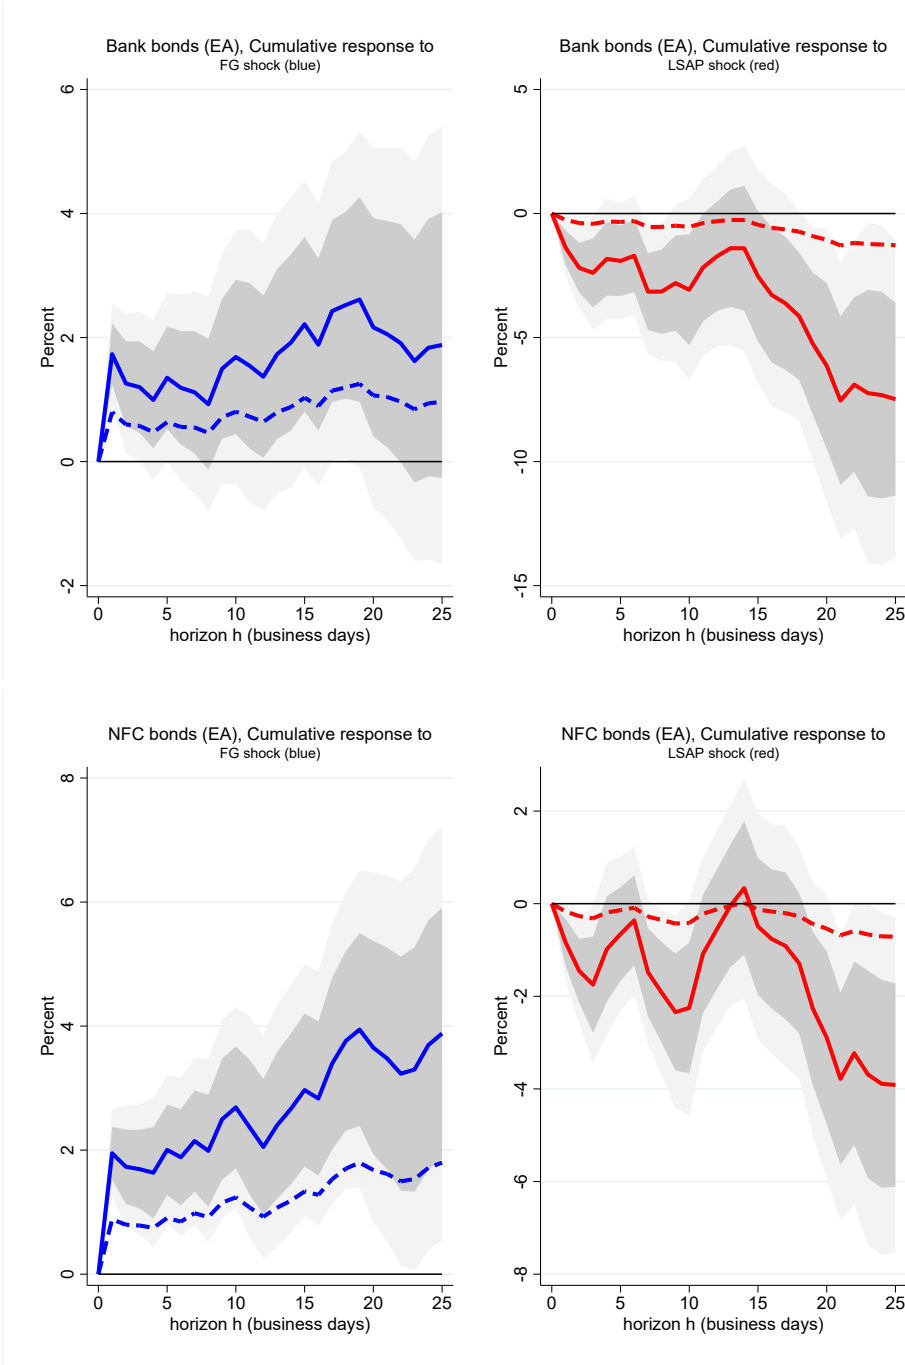 Bank bonds (EA), Cumulative response to
FG shock (blue)
Percent
6
4
2
0
-2
0 5 10 15 20 25
horizon h (business days)
Bank bonds (EA), Cumulative response to
LSAP shock (red)
Percent
5
0
-5
-10
-15
0 5 10 15 20 25
horizon h (business days)
NFC bonds (EA), Cumulative response to
FG shock (blue)
Percent
8
6
4
2
0
0 5 10 15 20 25
horizon h (business days)
NFC bonds (EA), Cumulative response to
LSAP shock (red)
Percent
2
0
-2
-4
-6
-8
0 5 10 15 20 25
horizon h (business days)